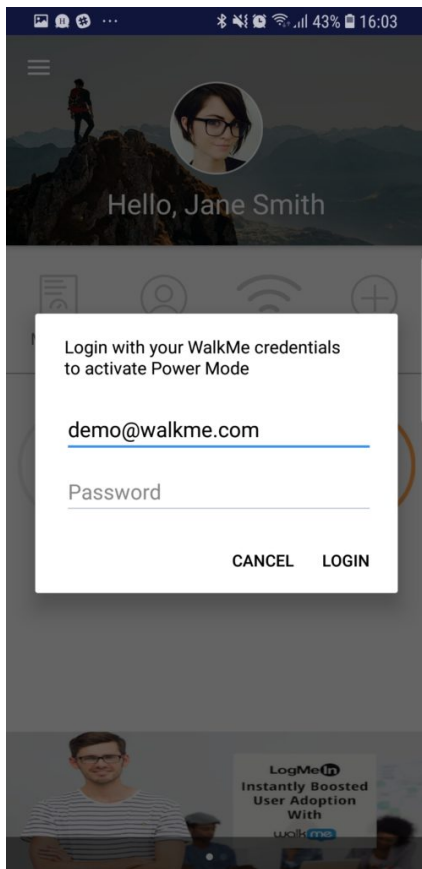 43% 16:03
Hello, Jane Smith
Login with your WalkMe credentials
to activate Power Mode
demo@walkme.com
Password
CANCEL LOGIN
LogMeIn
Instantly Boosted
User Adoption
With
walkme